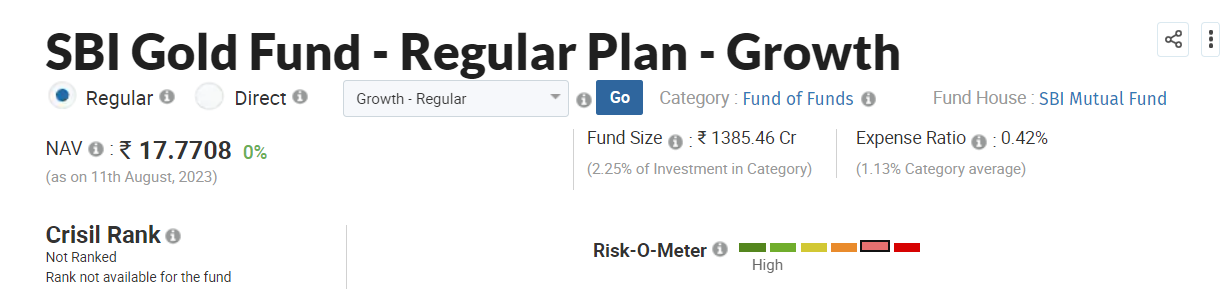 SBI Gold Fund - Regular Plan - Growth
Regular Direct Growth - Regular Go Category : Fund of Funds Fund House : SBI Mutual Fund
NAV : ₹ 17.7708 0%
(as on 11th August, 2023)
Fund Size : ₹ 1385.46 Cr
(2.25% of Investment in Category)
Expense Ratio : 0.42%
(1.13% Category average)
Crisil Rank
Not Ranked
Rank not available for the fund
Risk-O-Meter
High